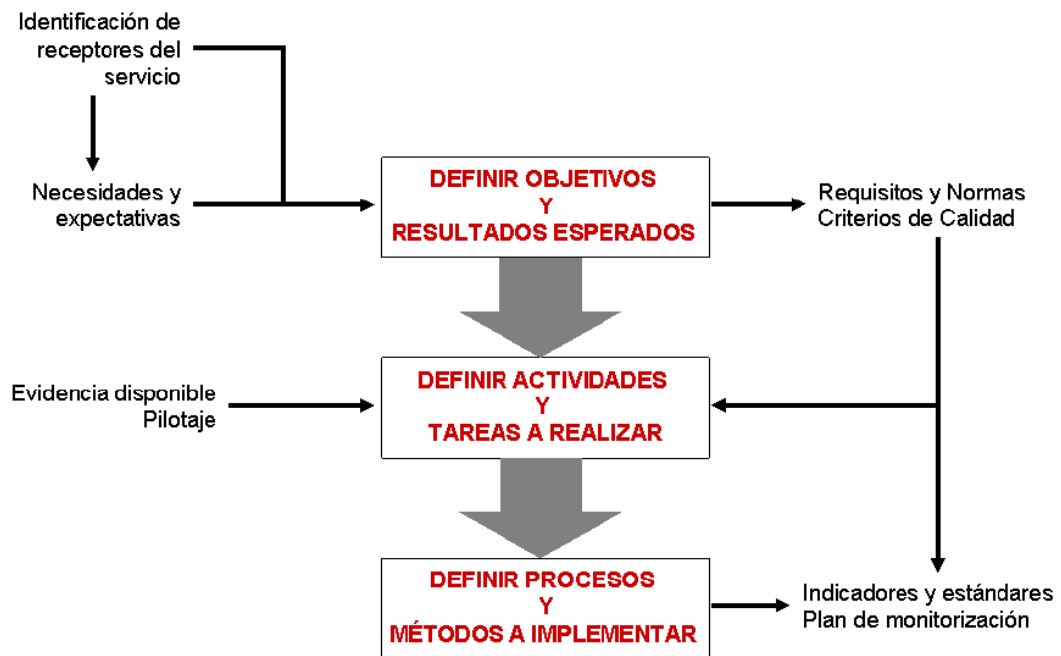 Identificación de
receptores del
servicio
Necesidades y
expectativas
DEFINIR OBJETIVOS
Y
RESULTADOS ESPERADOS
Requisitos y Normas
Criterios de Calidad
Evidencia disponible
Pilotaje
DEFINIR ACTIVIDADES
Y
TAREAS A REALIZAR
DEFINIR PROCESOS
Y
MÉTODOS A IMPLEMENTAR
Indicadores y estándares
Plan de monitorización